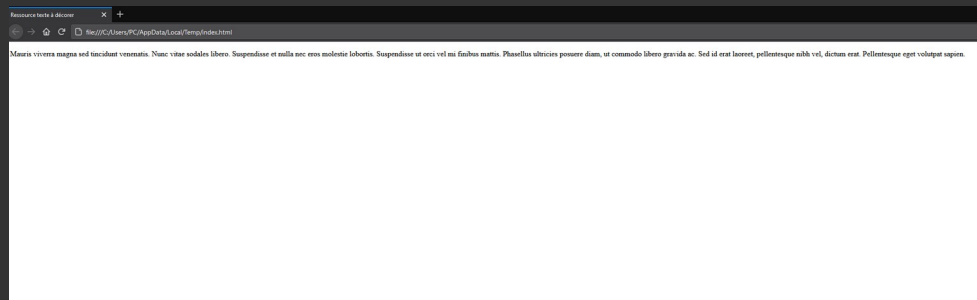 Ressource texte à décorer
file:///C:/Users/PC/AppData/Local/Temp/index.html
Mauris viverra magna sed tincidunt venenatis. Nunc vitae sodales libero. Suspendisse et nulla nec eros molestie lobortis. Suspendisse ut orci vel mi finibus mattis. Phasellus ultricies posuere diam, ut commodo libero gravida ac. Sed id erat laoreet, pellentesque nibh vel, dictum erat. Pellentesque eget volutpat sapien.